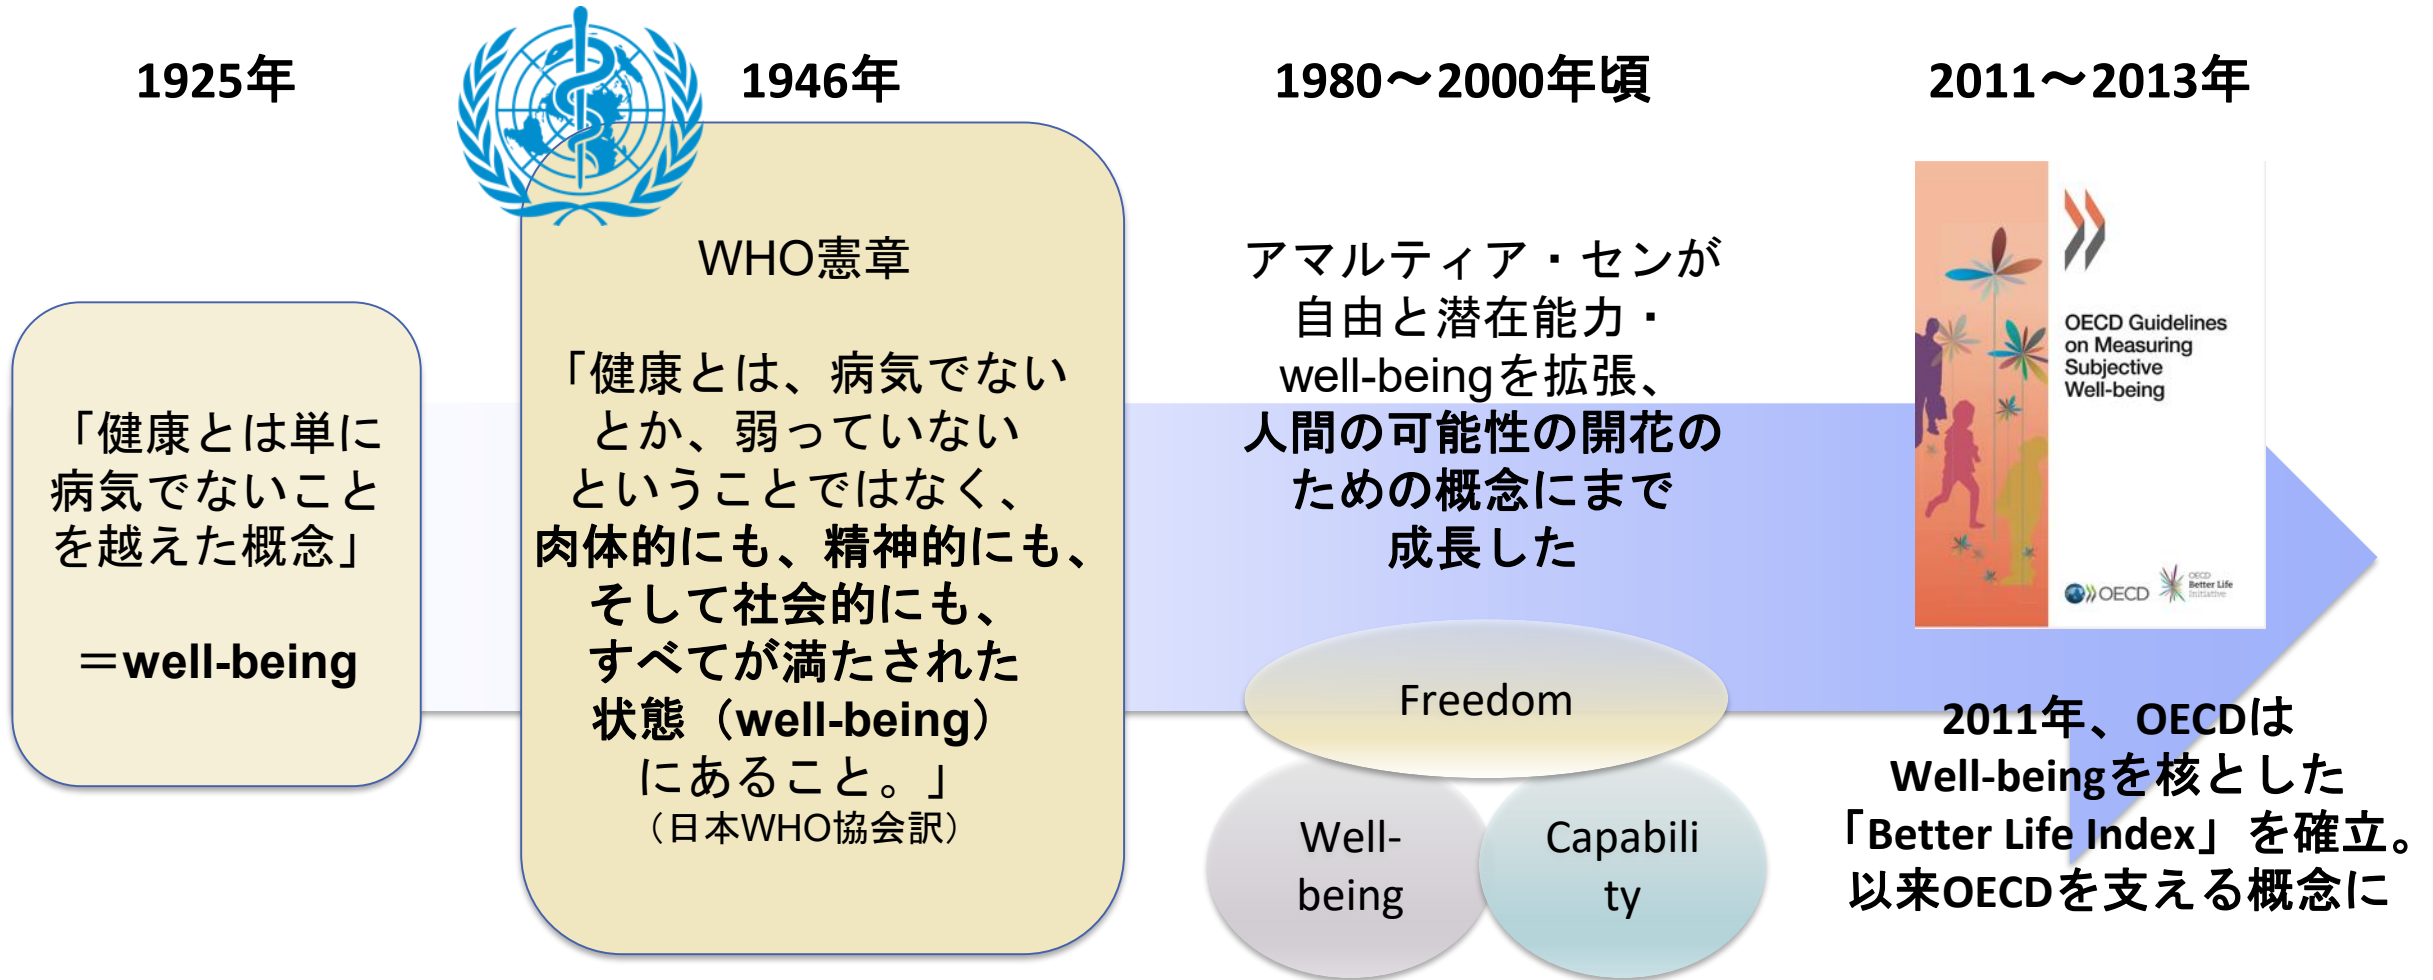 1925年
「健康とは単に
病気でないこと
を越えた概念」
＝well-being
1946年
WHO憲章
「健康とは、病気でない
とか、弱っていない
ということではなく、
肉体的にも、精神的にも、
そして社会的にも、
すべてが満たされた
状態（well-being）
にあること。」
（日本WHO協会訳）
1980～2000年頃
アマルティア・センが
自由と潜在能力・
well-beingを拡張、
人間の可能性の開花の
ための概念にまで
成長した
Freedom
Well-
being
Capabili
ty
2011～2013年
OECD Guidelines
on Measuring
Subjective
Well-being
OECD
OECD
Better Life
Initiative
2011年、OECDは
Well-beingを核とした
「Better Life Index」を確立。
以来OECDを支える概念に